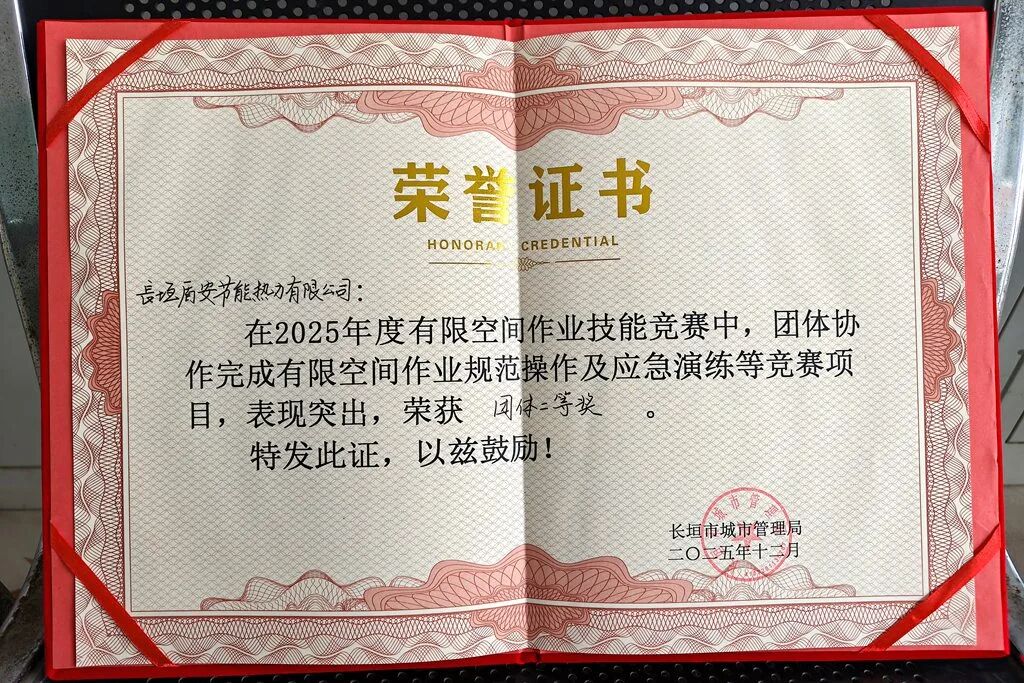 荣誉证书
HONORARY CREDENTIAL
长垣盾安节能热力有限公司：
在2025年度有限空间作业技能竞赛中，团体协
作完成有限空间作业规范操作及应急演练等竞赛项
目，表现突出，荣获 团体二等奖 。
特发此证，以兹鼓励！
长垣市城市管理局
二〇二五年十二月